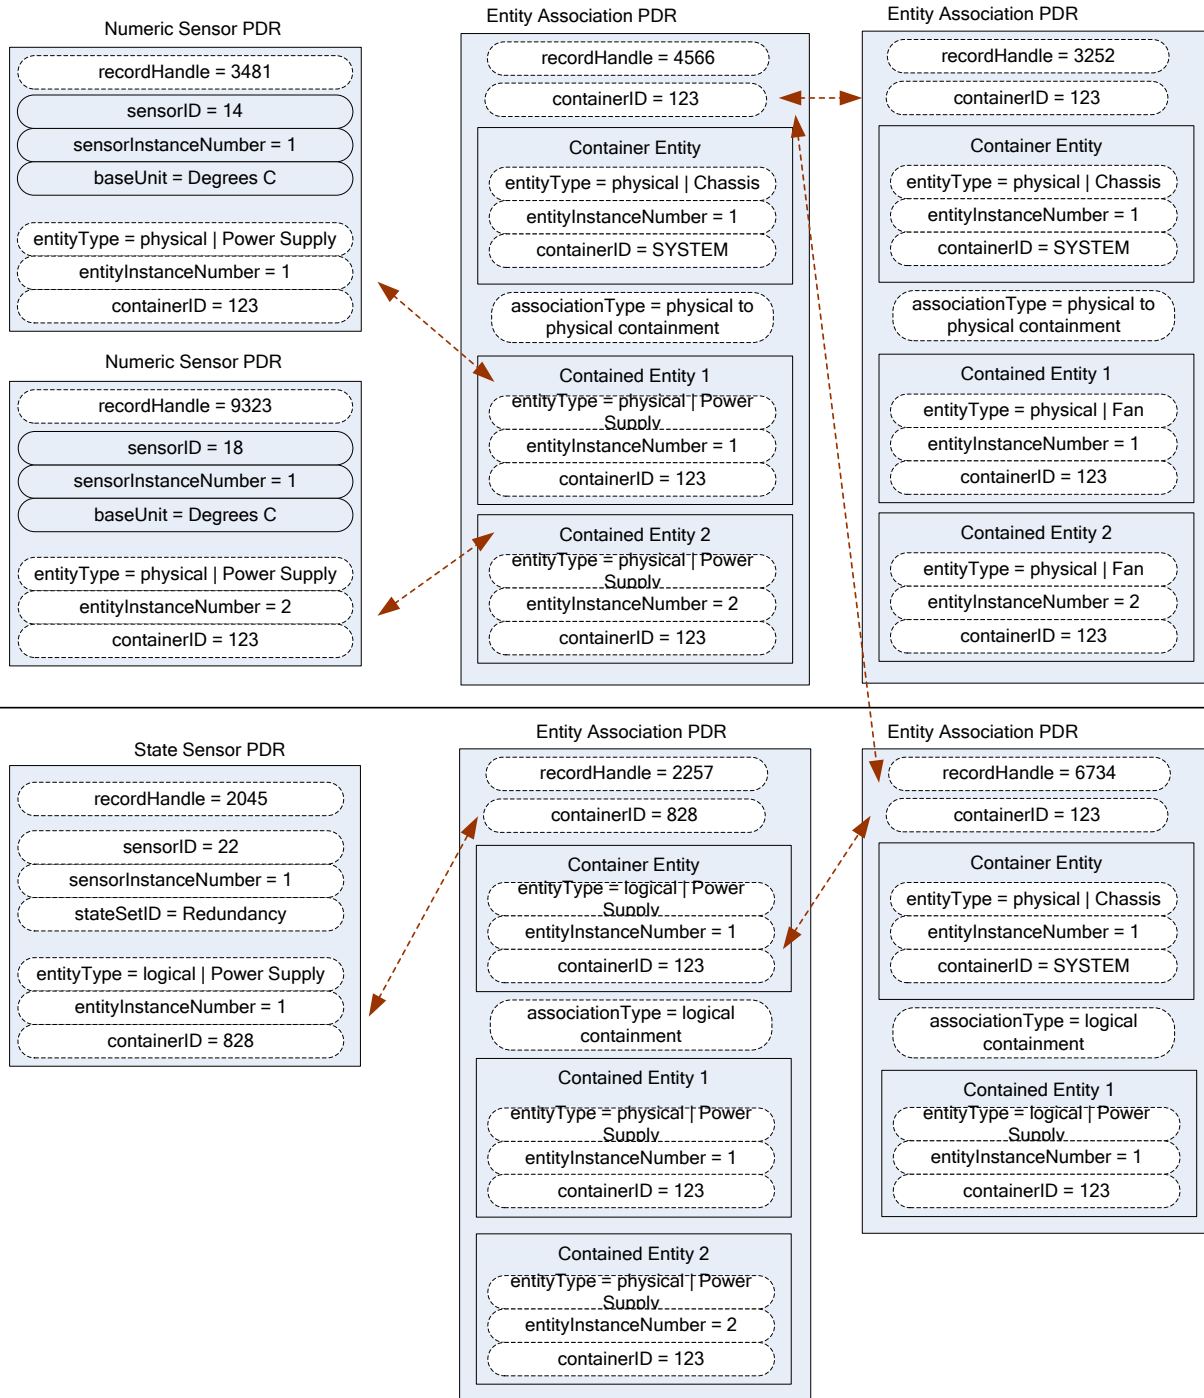 Numeric Sensor PDR
recordHandle = 3481
sensorID = 14
sensorInstanceNumber = 1
baseUnit = Degrees C
entityType = physical | Power Supply
entityInstanceNumber = 1
containerID = 123
Numeric Sensor PDR
recordHandle = 9323
sensorID = 18
sensorInstanceNumber = 1
baseUnit = Degrees C
entityType = physical | Power Supply
entityInstanceNumber = 2
containerID = 123
Entity Association PDR
recordHandle = 4566
containerID = 123
Container Entity
entityType = physical | Chassis
entityInstanceNumber = 1
containerID = SYSTEM
associationType = physical to
physical containment
Contained Entity 1
entityType = physical | Power
Supply
entityInstanceNumber = 1
containerID = 123
Contained Entity 2
entityType = physical | Power
Supply
entityInstanceNumber = 2
containerID = 123
Entity Association PDR
recordHandle = 3252
containerID = 123
Container Entity
entityType = physical | Chassis
entityInstanceNumber = 1
containerID = SYSTEM
associationType = physical to
physical containment
Contained Entity 1
entityType = physical | Fan
entityInstanceNumber = 1
containerID = 123
Contained Entity 2
entityType = physical | Fan
entityInstanceNumber = 2
containerID = 123
State Sensor PDR
recordHandle = 2045
sensorID = 22
sensorInstanceNumber = 1
stateSetID = Redundancy
entityType = logical | Power Supply
entityInstanceNumber = 1
containerID = 828
Entity Association PDR
recordHandle = 2257
containerID = 828
Container Entity
entityType = logical | Power
Supply
entityInstanceNumber = 1
containerID = 123
associationType = logical
containment
Contained Entity 1
entityType = physical | Power
Supply
entityInstanceNumber = 1
containerID = 123
Contained Entity 2
entityType = physical | Power
Supply
entityInstanceNumber = 2
containerID = 123
Entity Association PDR
recordHandle = 6734
containerID = 123
Container Entity
entityType = physical | Chassis
entityInstanceNumber = 1
containerID = SYSTEM
associationType = logical
containment
Contained Entity 1
entityType = logical | Power
Supply
entityInstanceNumber = 1
containerID = 123